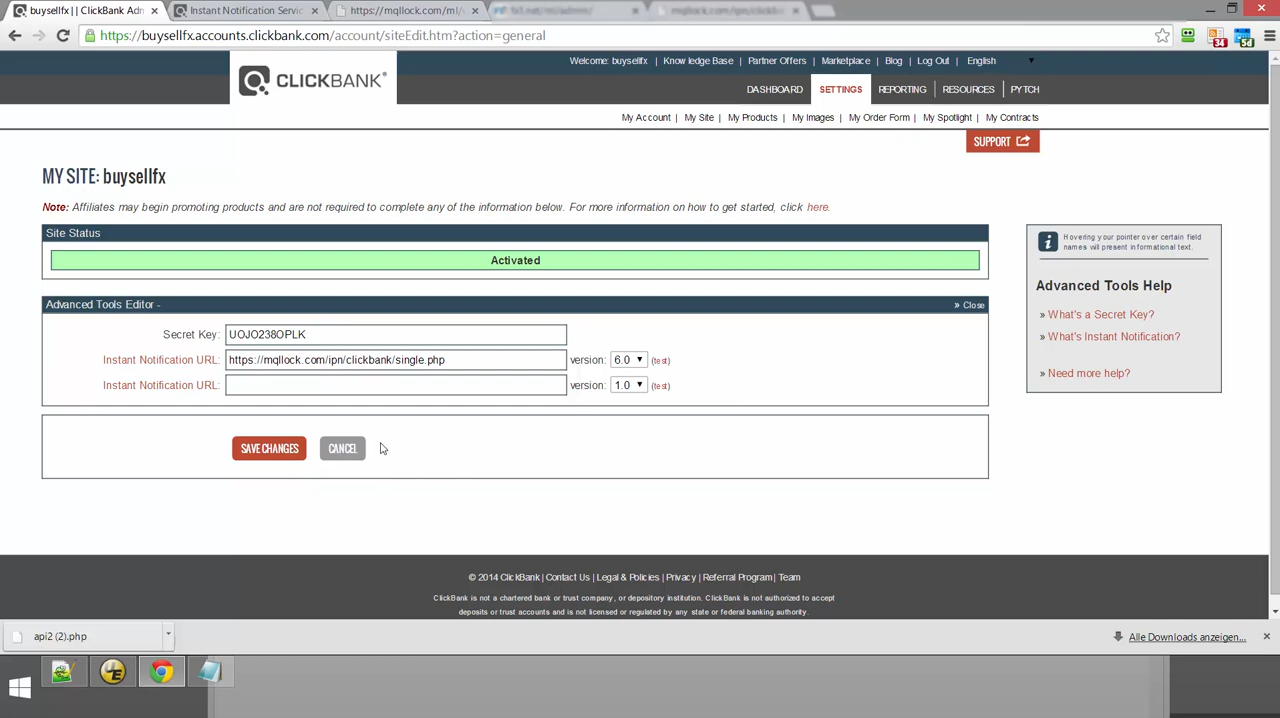 buysellfx | | ClickBank Adm
Instant Notification Servic
https://mqllock.com/ml/
https://buysellfx.accounts.clickbank.com/account/siteEdit.htm?action=general
34
5d
CLICKBANK®
Welcome: buysellfx | Knowledge Base | Partner Offers | Marketplace | Blog | Log Out | English
DASHBOARD SETTINGS REPORTING RESOURCES PYTCH
My Account | My Site | My Products | My Images | My Order Form | My Spotlight | My Contracts
SUPPORT
MY SITE: buysellfx
Note: Affiliates may begin promoting products and are not required to complete any of the information below. For more information on how to get started, click here.
Site Status
Activated
Advanced Tools Editor -
» Close
Secret Key: UOJO238OPLK
Instant Notification URL: https://mqllock.com/ipn/clickbank/single.php version: 6.0 (test)
Instant Notification URL: version: 1.0 (test)
SAVE CHANGES CANCEL
Hovering your pointer over certain field
names will present informational text.
Advanced Tools Help
» What's a Secret Key?
» What's Instant Notification?
» Need more help?
© 2014 ClickBank | Contact Us | Legal & Policies | Privacy | Referral Program | Team
ClickBank is not a chartered bank or trust company, or depository institution. ClickBank is not authorized to accept
deposits or trust accounts and is not licensed or regulated by any state or federal banking authority.
api2 (2).php
Alle Downloads anzeigen...